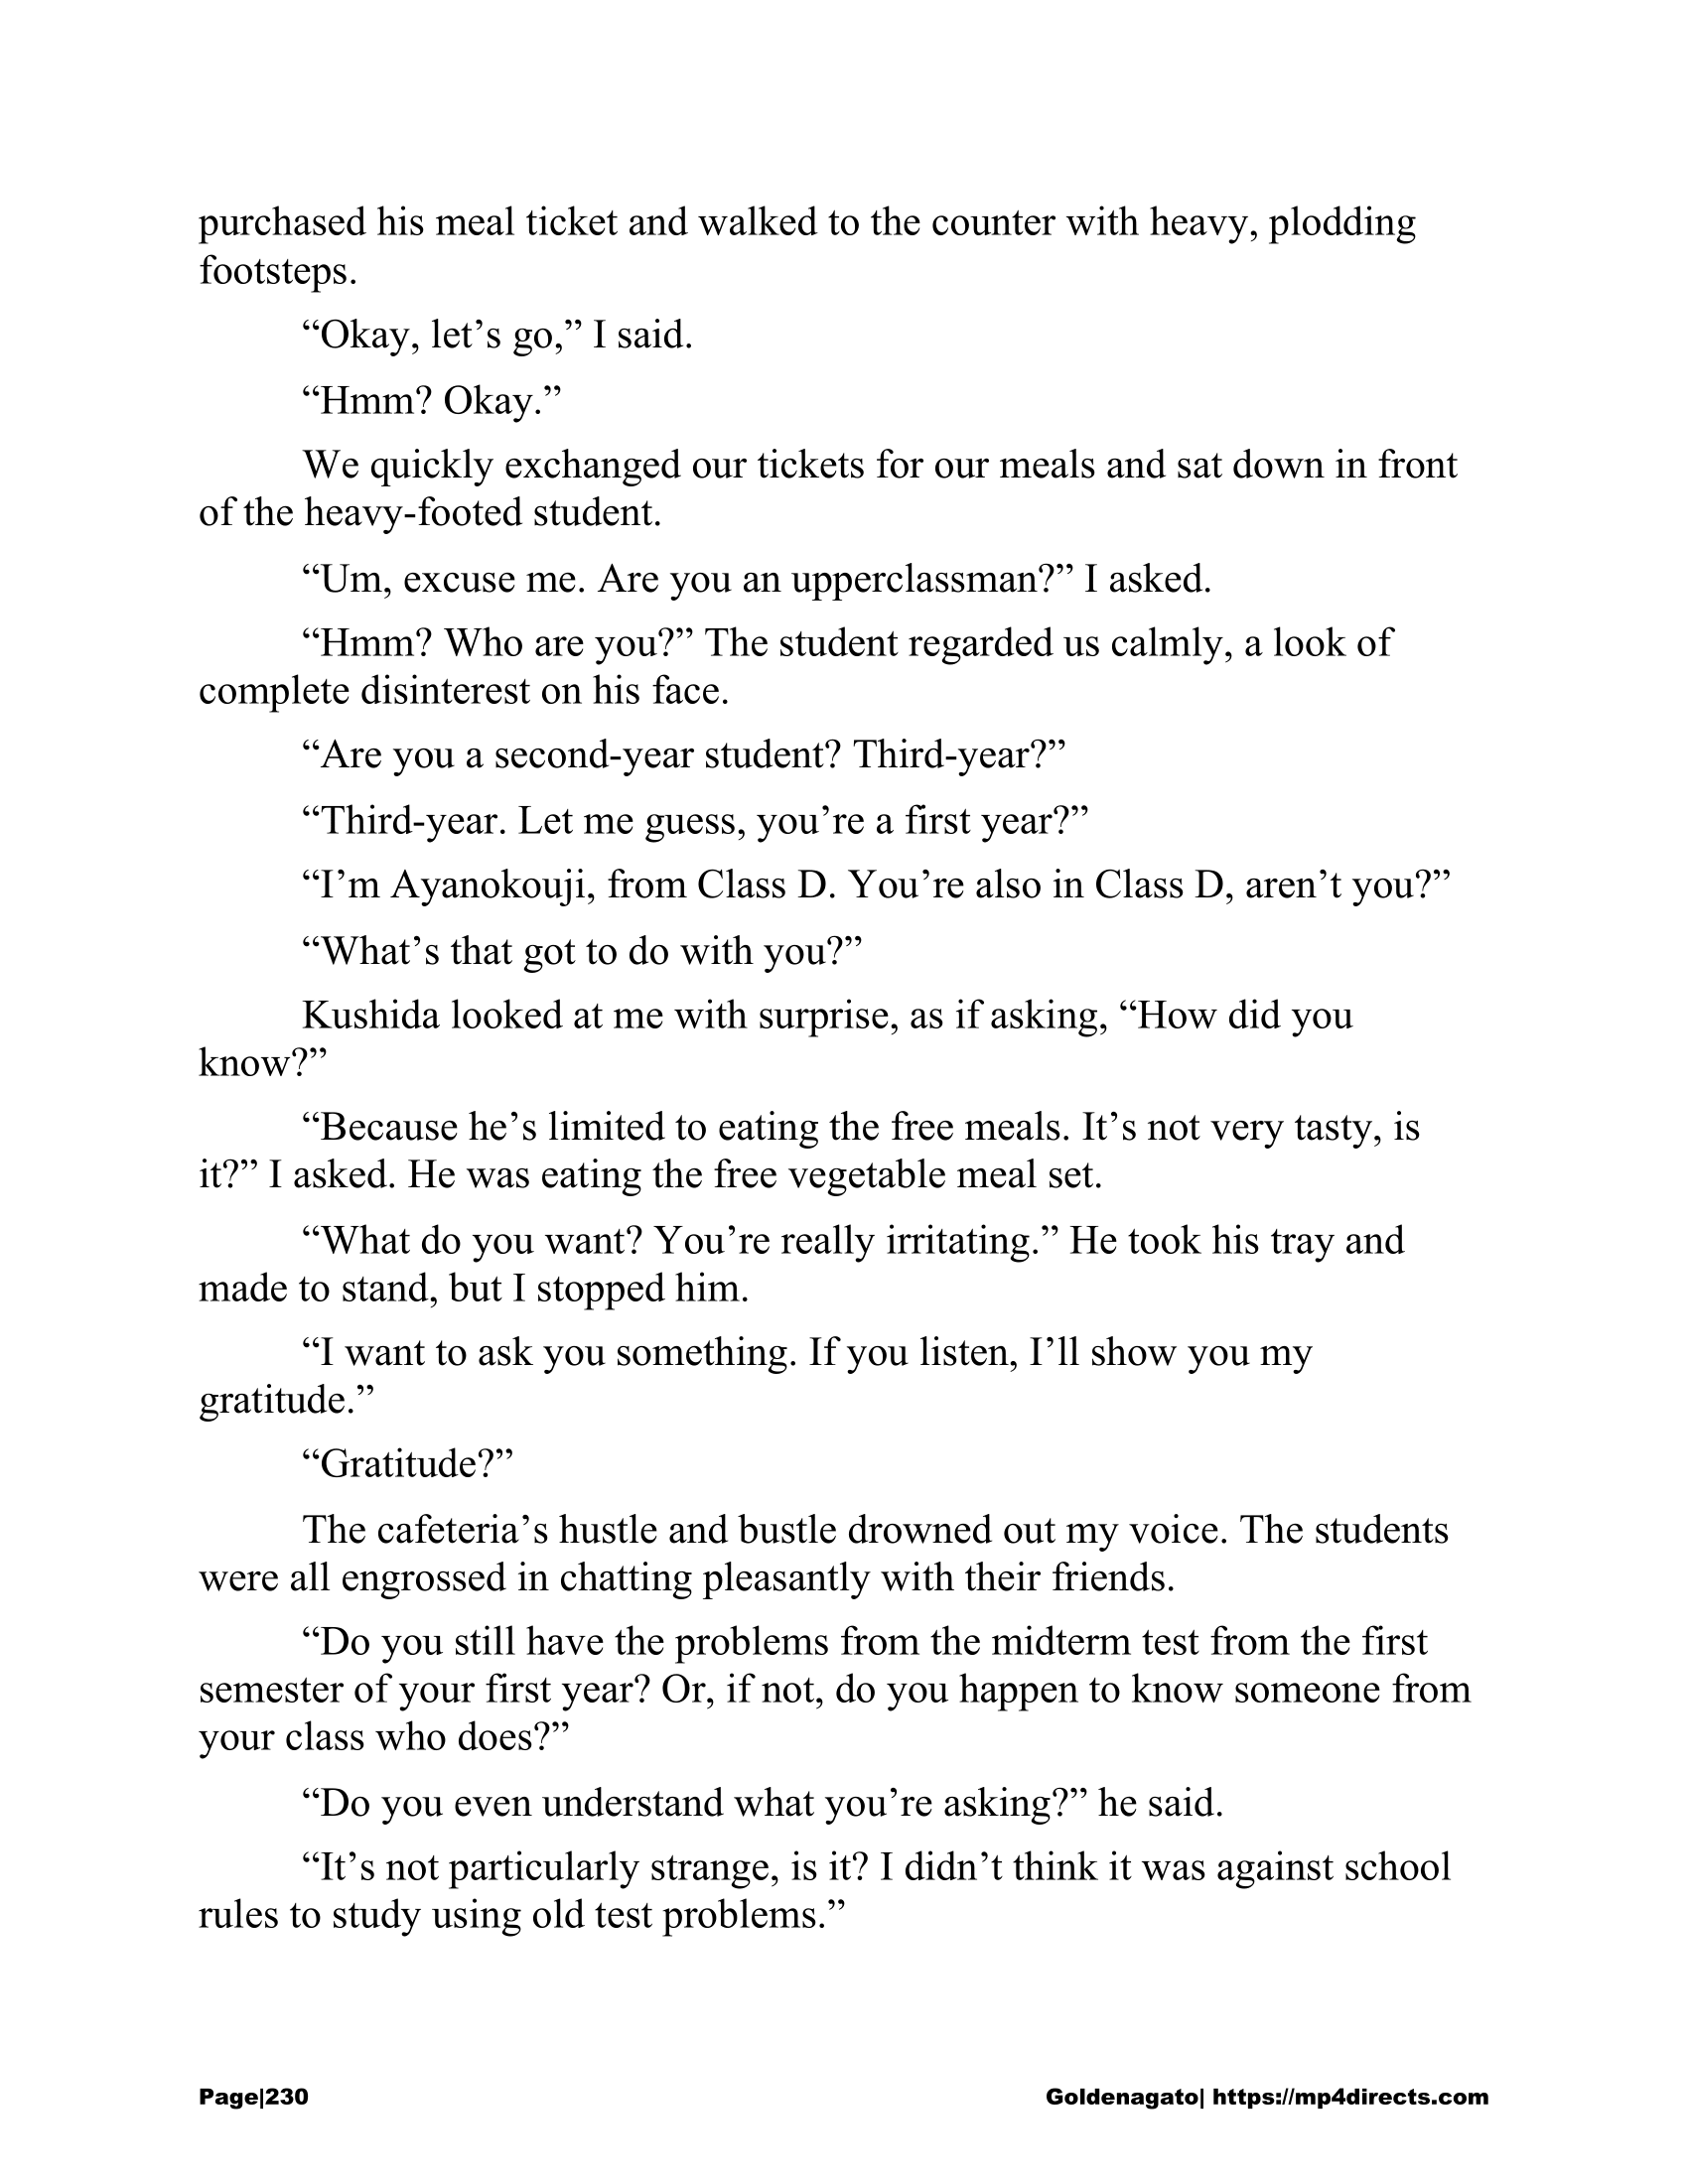 purchased his meal ticket and walked to the counter with heavy, plodding
footsteps.
“Okay, let’s go,” I said.
“Hmm? Okay.”
We quickly exchanged our tickets for our meals and sat down in front
of the heavy-footed student.
“Um, excuse me. Are you an upperclassman?” I asked.
“Hmm? Who are you?” The student regarded us calmly, a look of
complete disinterest on his face.
“Are you a second-year student? Third-year?”
“Third-year. Let me guess, you’re a first year?”
“I’m Ayanokouji, from Class D. You’re also in Class D, aren’t you?”
“What’s that got to do with you?”
Kushida looked at me with surprise, as if asking, “How did you
know?”
“Because he’s limited to eating the free meals. It’s not very tasty, is
it?” I asked. He was eating the free vegetable meal set.
“What do you want? You’re really irritating.” He took his tray and
made to stand, but I stopped him.
“I want to ask you something. If you listen, I’ll show you my
gratitude.”
“Gratitude?”
The cafeteria’s hustle and bustle drowned out my voice. The students
were all engrossed in chatting pleasantly with their friends.
“Do you still have the problems from the midterm test from the first
semester of your first year? Or, if not, do you happen to know someone from
your class who does?”
“Do you even understand what you’re asking?” he said.
“It’s not particularly strange, is it? I didn’t think it was against school
rules to study using old test problems.”
Page|230 Goldenagato| https://mp4directs.com